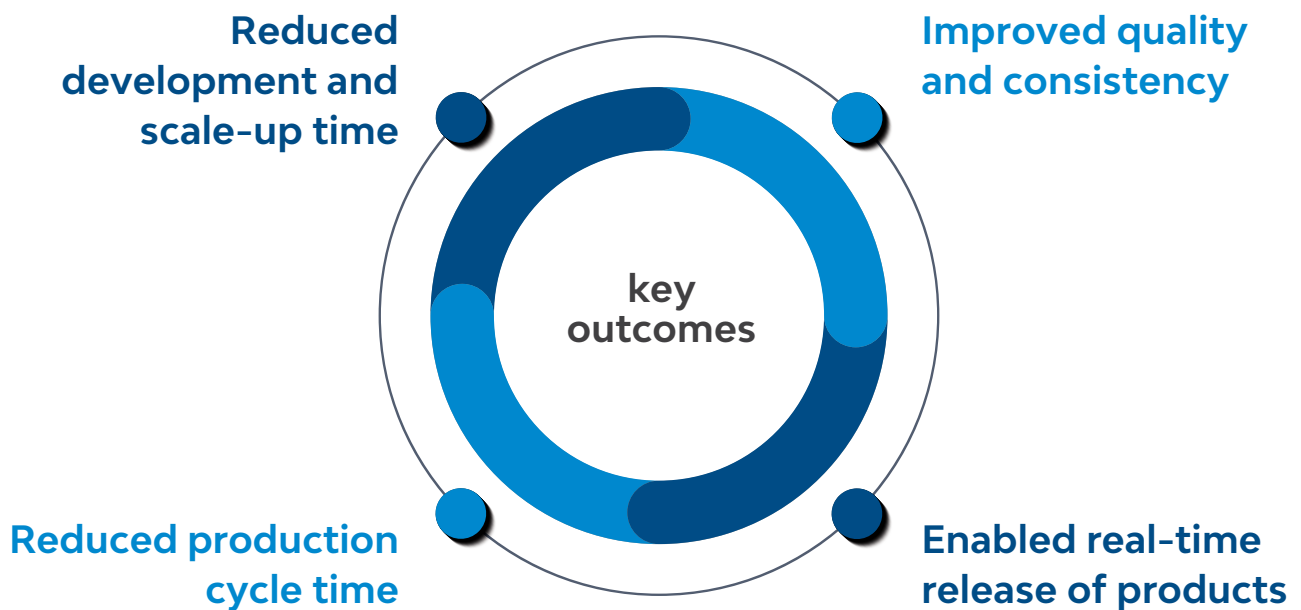 Reduced
development and
scale-up time
Improved quality
and consistency
key
outcomes
Reduced production
cycle time
Enabled real-time
release of products